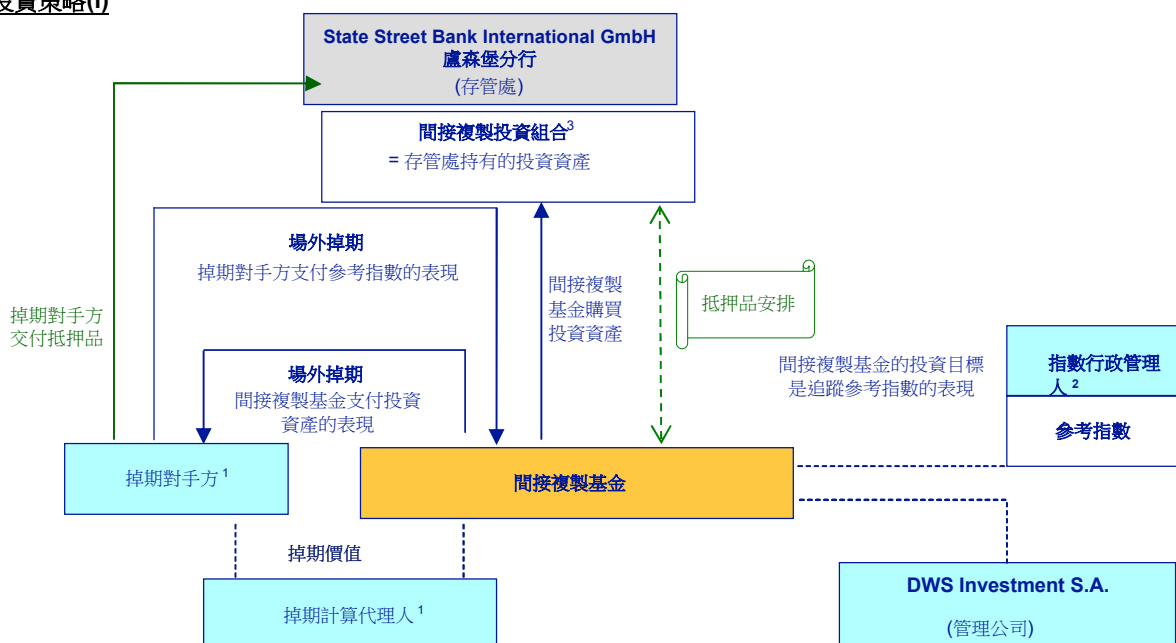 投資策略(I)
State Street Bank International GmbH
盧森堡分行
(存管處)
間接複製投資組合3
= 存管處持有的投資資產
場外掉期
掉期對手方支付參考指數的表現
掉期對手方
交付抵押品
間接複製
基金購買
投資資產
抵押品安排
場外掉期
間接複製基金支付投資
資產的表現
間接複製基金的投資目標
是追蹤參考指數的表現
指數行政管理
人 2
參考指數
掉期對手方 1
間接複製基金
掉期價值
掉期計算代理人 1
DWS Investment S.A.
(管理公司)